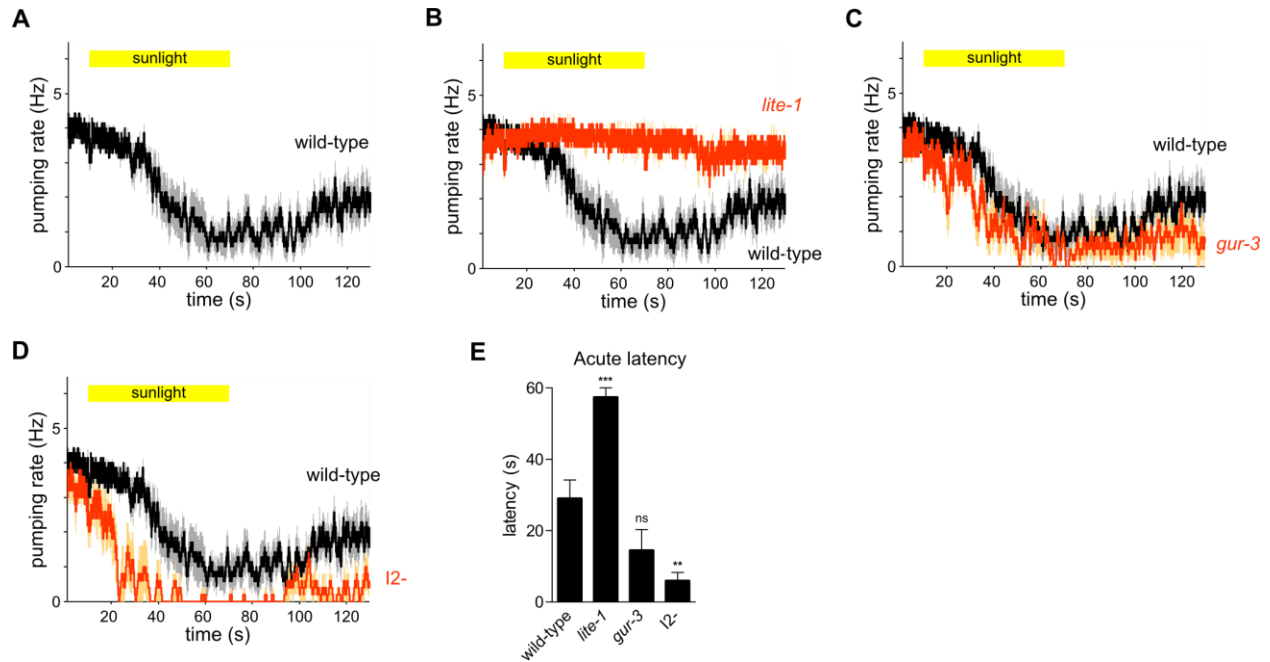 A
sunlight
pumping rate (Hz)
5
0
wild-type
20 40 60 80 100 120
time (s)
B
sunlight
pumping rate (Hz)
5
0
lite-1
wild-type
20 40 60 80 100 120
time (s)
C
sunlight
pumping rate (Hz)
5
0
wild-type
gur-3
20 40 60 80 100 120
time (s)
D
sunlight
pumping rate (Hz)
5
0
wild-type
I2-
20 40 60 80 100 120
time (s)
E
Acute latency
latency (s)
60
40
20
0
***
ns
**
wild-type
lite-1
gur-3
I2-